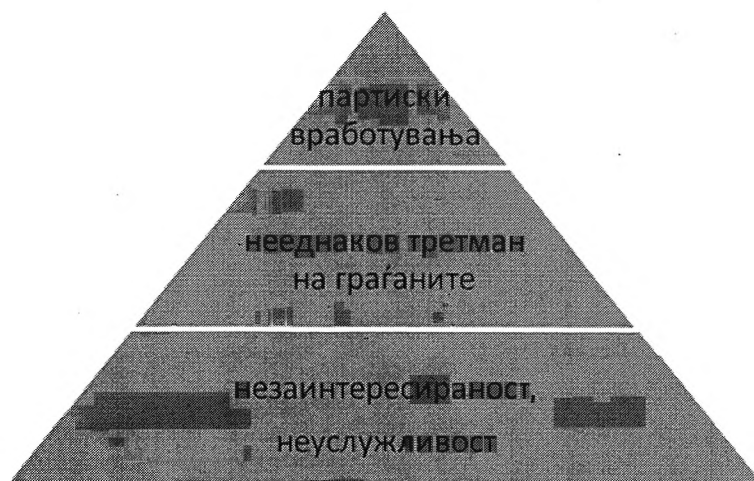 партиски
вработувања
нееднаков третман
на граѓаните
незаинтересираност,
неуслужливост